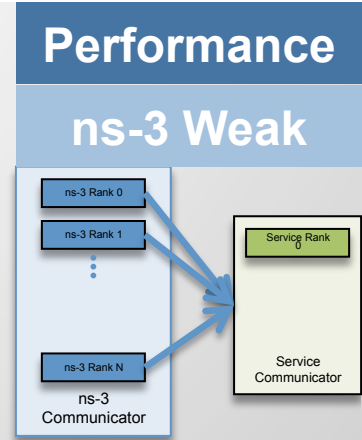 Performance
ns-3 Weak
ns-3 Rank 0
ns-3 Rank 1
ns-3 Rank N
ns-3
Communicator
Service Rank
0
Service
Communicator